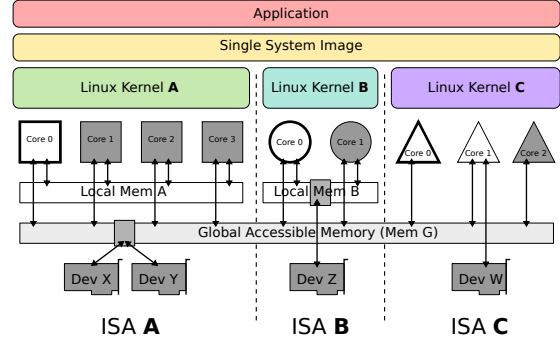 Application
Single System Image
Linux Kernel A
Linux Kernel B
Linux Kernel C
Core 0
Core 1
Core 2
Core 3
Core 0
Core 1
Core 0
Core 1
Core 2
Local Mem A
Local Mem B
Global Accessible Memory (Mem G)
Dev X
Dev Y
Dev Z
Dev W
ISA A
ISA B
ISA C